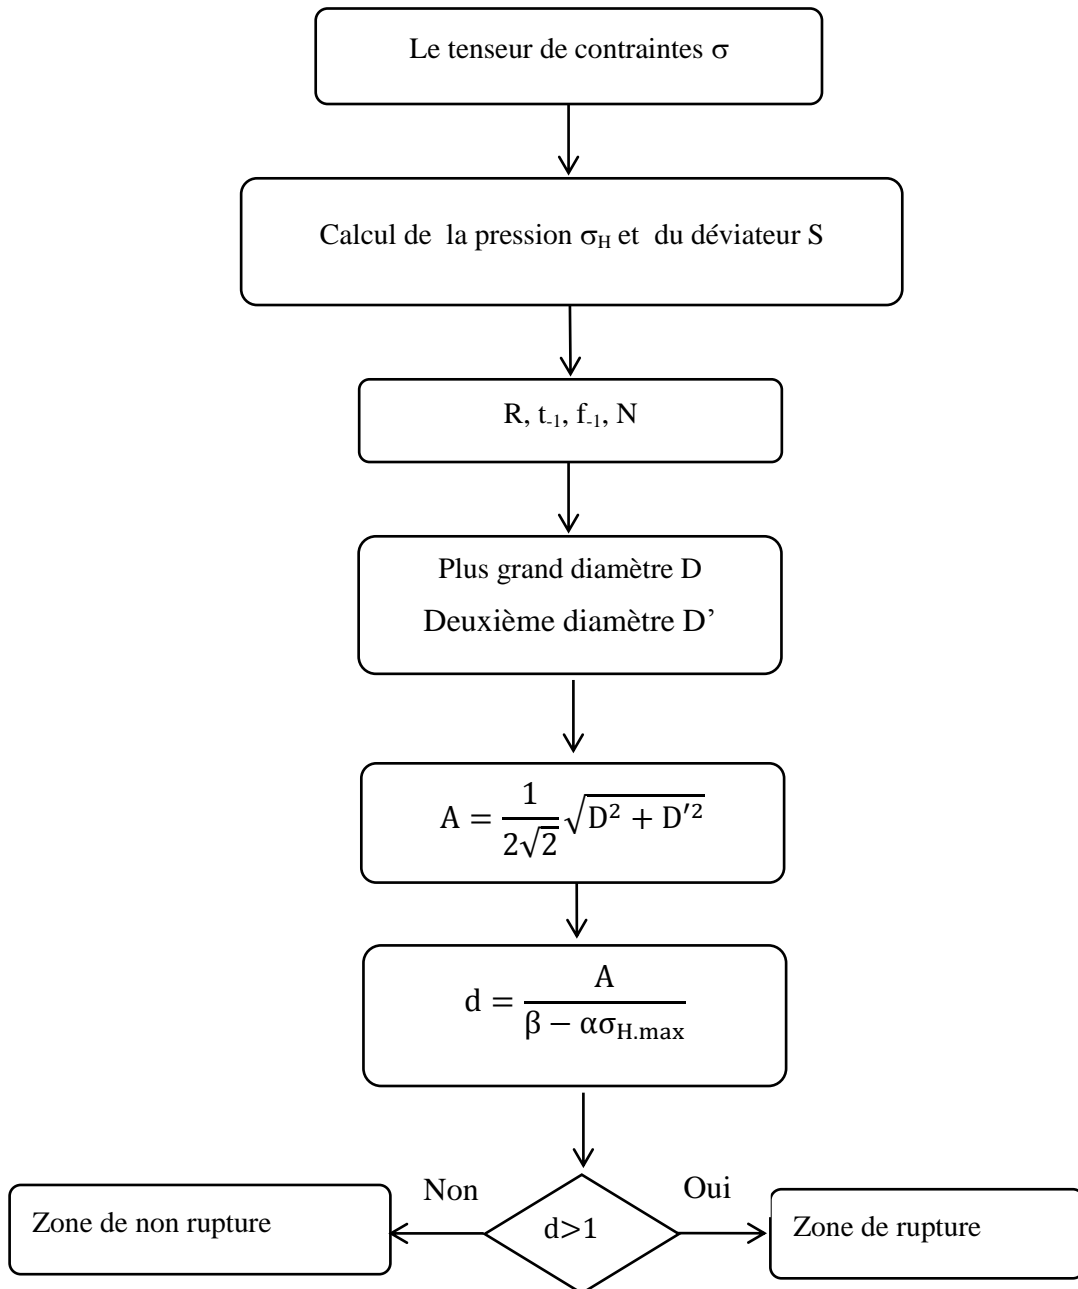 Le tenseur de contraintes σ
Calcul de la pression σH et du déviateur S
R, t-1, f-1, N
Plus grand diamètre D
Deuxième diamètre D’
A = 1/(2√2) √(D² + D′²)
d = A/(β − ασH.max)
Non
Oui
Zone de non rupture
d>1
Zone de rupture